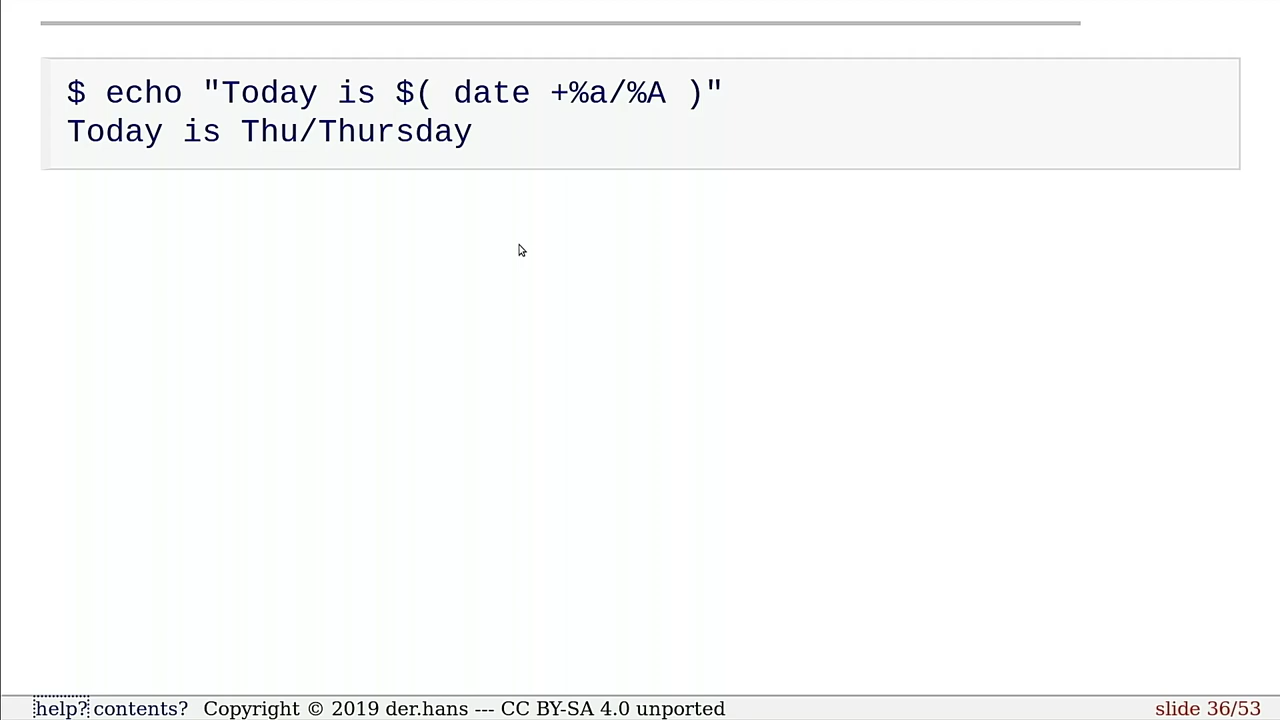 $ echo "Today is $( date +%a/%A )"
Today is Thu/Thursday
help? contents? Copyright © 2019 der.hans --- CC BY-SA 4.0 unported slide 36/53